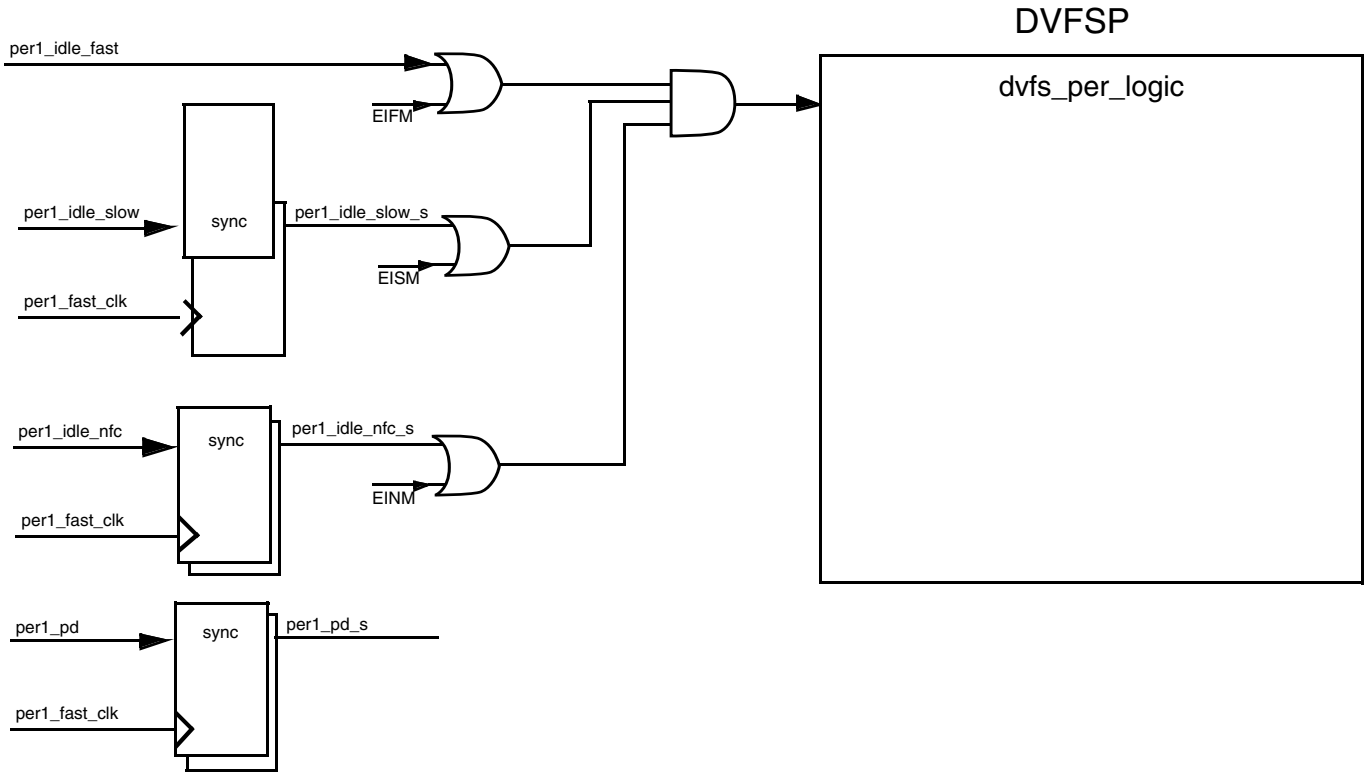 DVFSP
per1_idle_fast
dvfs_per_logic
EIFM
per1_idle_slow
sync
per1_idle_slow_s
EISM
per1_fast_clk
per1_idle_nfc
sync
per1_idle_nfc_s
EINM
per1_fast_clk
per1_pd
sync
per1_pd_s
per1_fast_clk